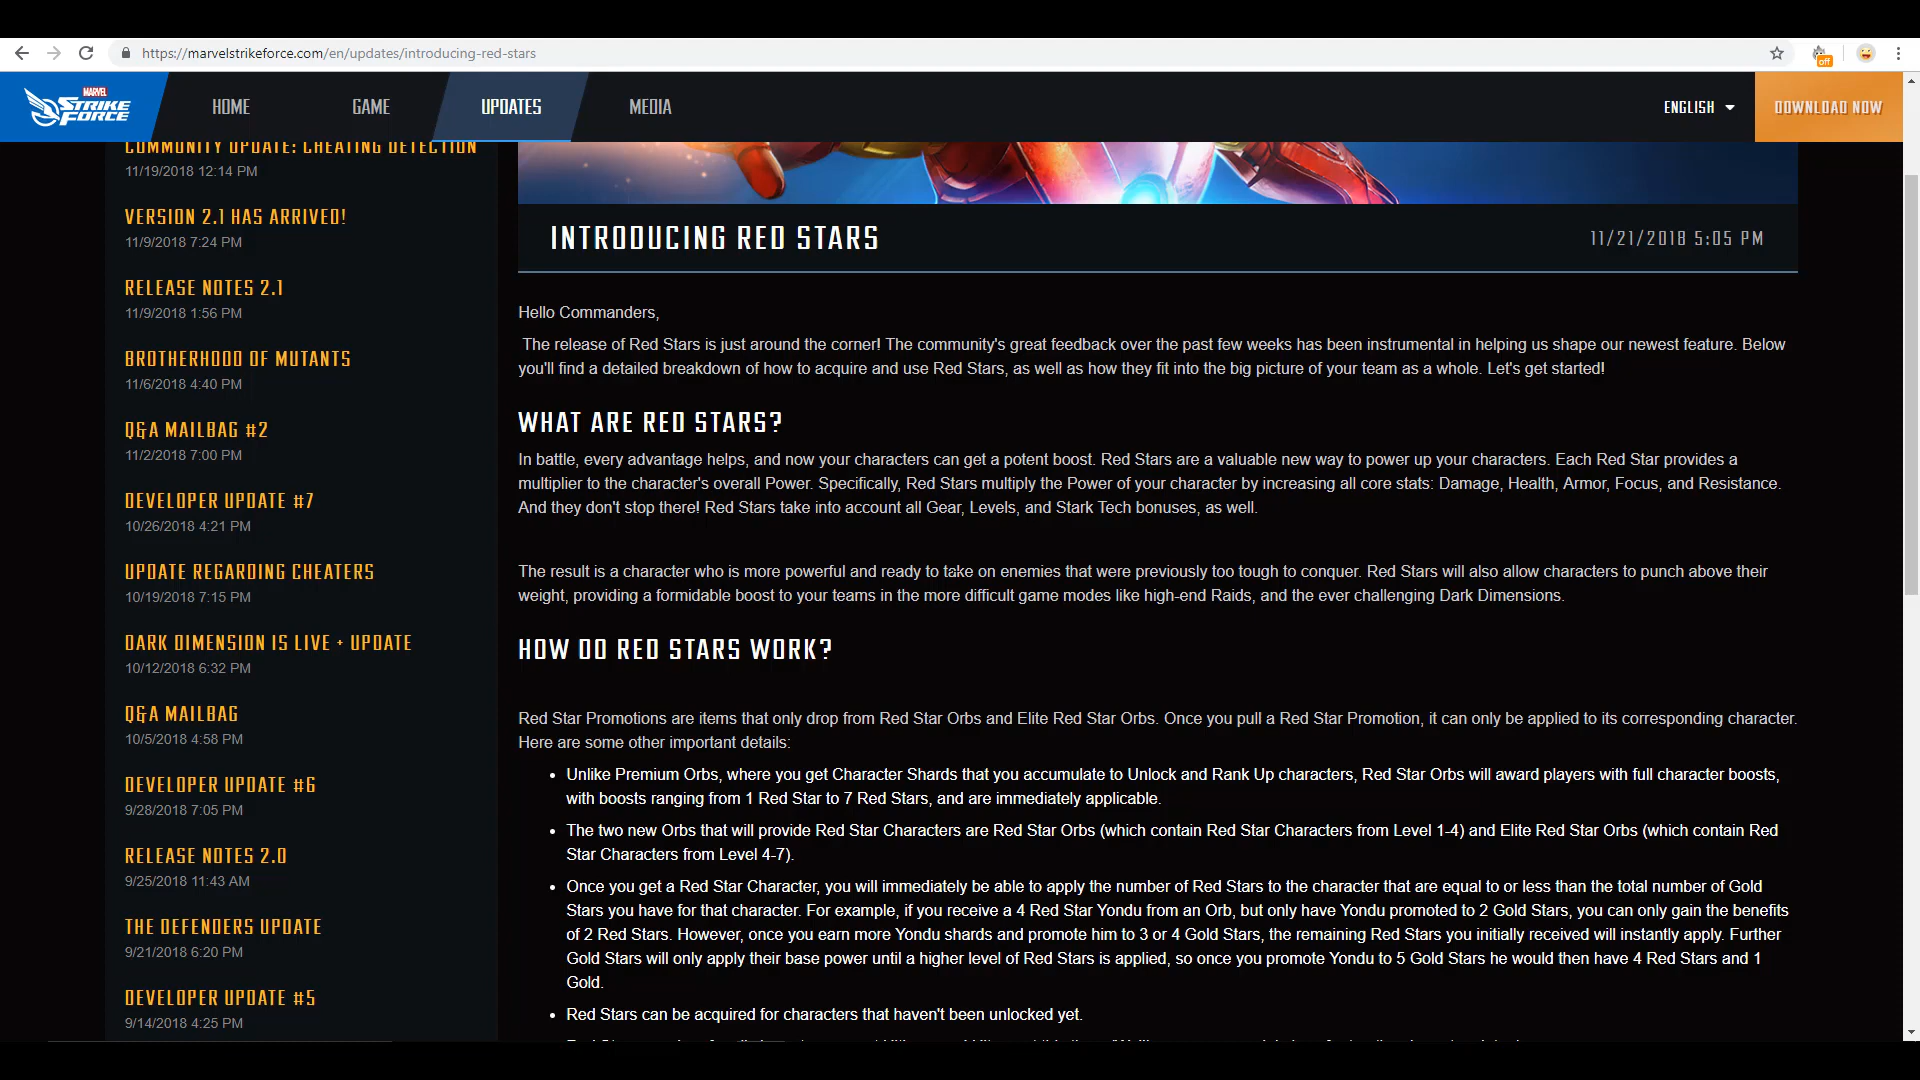 https://marvelstrikeforce.com/en/updates/introducing-red-stars
off
MARVEL
STRIKE
FORCE
HOME
GAME
UPDATES
MEDIA
ENGLISH
DOWNLOAD NOW
COMMUNITY UPDATE: CHEATING DETECTION
11/19/2018 12:14 PM
VERSION 2.1 HAS ARRIVED!
11/9/2018 7:24 PM
RELEASE NOTES 2.1
11/9/2018 1:56 PM
BROTHERHOOD OF MUTANTS
11/6/2018 4:40 PM
Q&A MAILBAG #2
11/2/2018 7:00 PM
DEVELOPER UPDATE #7
10/26/2018 4:21 PM
UPDATE REGARDING CHEATERS
10/19/2018 7:15 PM
DARK DIMENSION IS LIVE + UPDATE
10/12/2018 6:32 PM
Q&A MAILBAG
10/5/2018 4:58 PM
DEVELOPER UPDATE #6
9/28/2018 7:05 PM
RELEASE NOTES 2.0
9/25/2018 11:43 AM
THE DEFENDERS UPDATE
9/21/2018 6:20 PM
DEVELOPER UPDATE #5
9/14/2018 4:25 PM
INTRODUCING RED STARS
11/21/2018 5:05 PM
Hello Commanders,
The release of Red Stars is just around the corner! The community's great feedback over the past few weeks has been instrumental in helping us shape our newest feature. Below
you'll find a detailed breakdown of how to acquire and use Red Stars, as well as how they fit into the big picture of your team as a whole. Let's get started!
WHAT ARE RED STARS?
In battle, every advantage helps, and now your characters can get a potent boost. Red Stars are a valuable new way to power up your characters. Each Red Star provides a
multiplier to the character's overall Power. Specifically, Red Stars multiply the Power of your character by increasing all core stats: Damage, Health, Armor, Focus, and Resistance.
And they don't stop there! Red Stars take into account all Gear, Levels, and Stark Tech bonuses, as well.
The result is a character who is more powerful and ready to take on enemies that were previously too tough to conquer. Red Stars will also allow characters to punch above their
weight, providing a formidable boost to your teams in the more difficult game modes like high-end Raids, and the ever challenging Dark Dimensions.
HOW DO RED STARS WORK?
Red Star Promotions are items that only drop from Red Star Orbs and Elite Red Star Orbs. Once you pull a Red Star Promotion, it can only be applied to its corresponding character.
Here are some other important details:
• Unlike Premium Orbs, where you get Character Shards that you accumulate to Unlock and Rank Up characters, Red Star Orbs will award players with full character boosts,
with boosts ranging from 1 Red Star to 7 Red Stars, and are immediately applicable.
• The two new Orbs that will provide Red Star Characters are Red Star Orbs (which contain Red Star Characters from Level 1-4) and Elite Red Star Orbs (which contain Red
Star Characters from Level 4-7).
• Once you get a Red Star Character, you will immediately be able to apply the number of Red Stars to the character that are equal to or less than the total number of Gold
Stars you have for that character. For example, if you receive a 4 Red Star Yondu from an Orb, but only have Yondu promoted to 2 Gold Stars, you can only gain the benefits
of 2 Red Stars. However, once you earn more Yondu shards and promote him to 3 or 4 Gold Stars, the remaining Red Stars you initially received will instantly apply. Further
Gold Stars will only apply their base power until a higher level of Red Stars is applied, so once you promote Yondu to 5 Gold Stars he would then have 4 Red Stars and 1
Gold.
• Red Stars can be acquired for characters that haven't been unlocked yet.